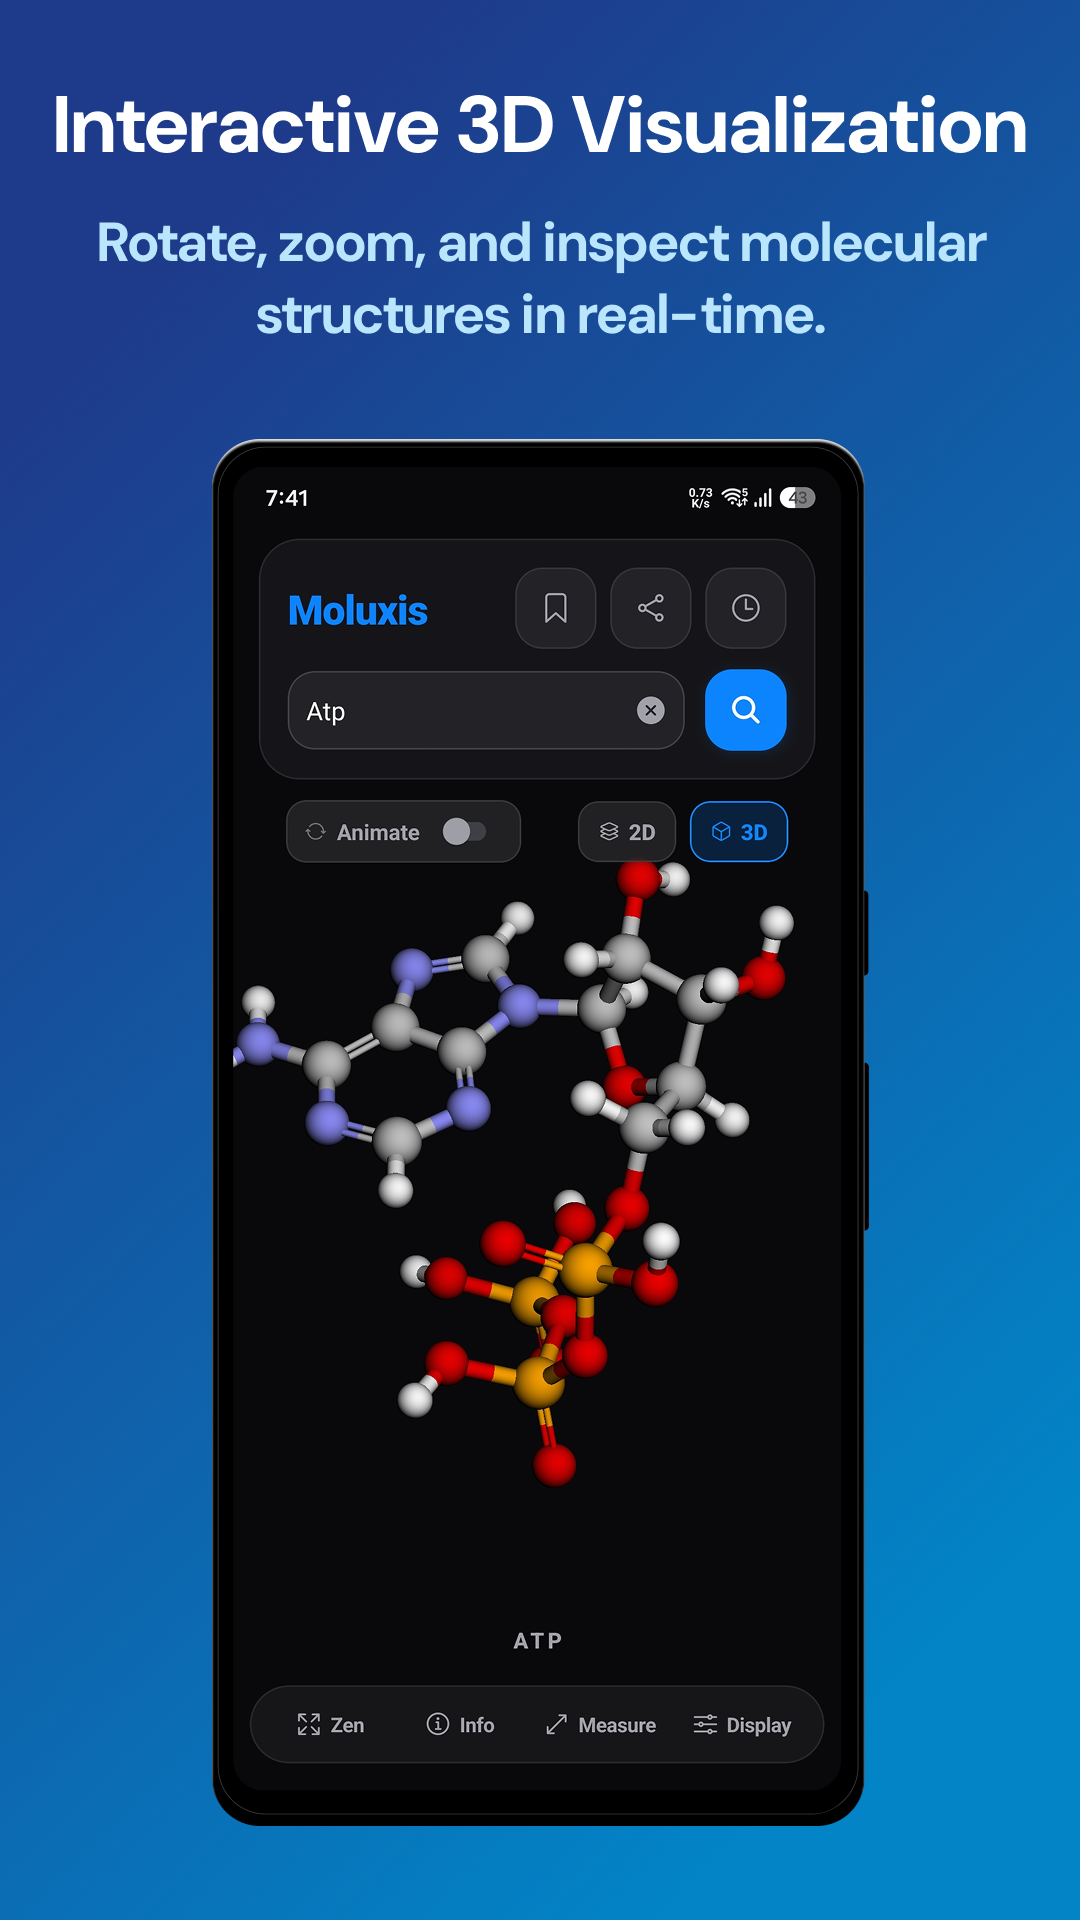 Interactive 3D Visualization
Rotate, zoom, and inspect molecular
structures in real-time.
7:41
0.73
K/s
5
43
Moluxis
Atp
Animate
2D
3D
ATP
Zen
Info
Measure
Display